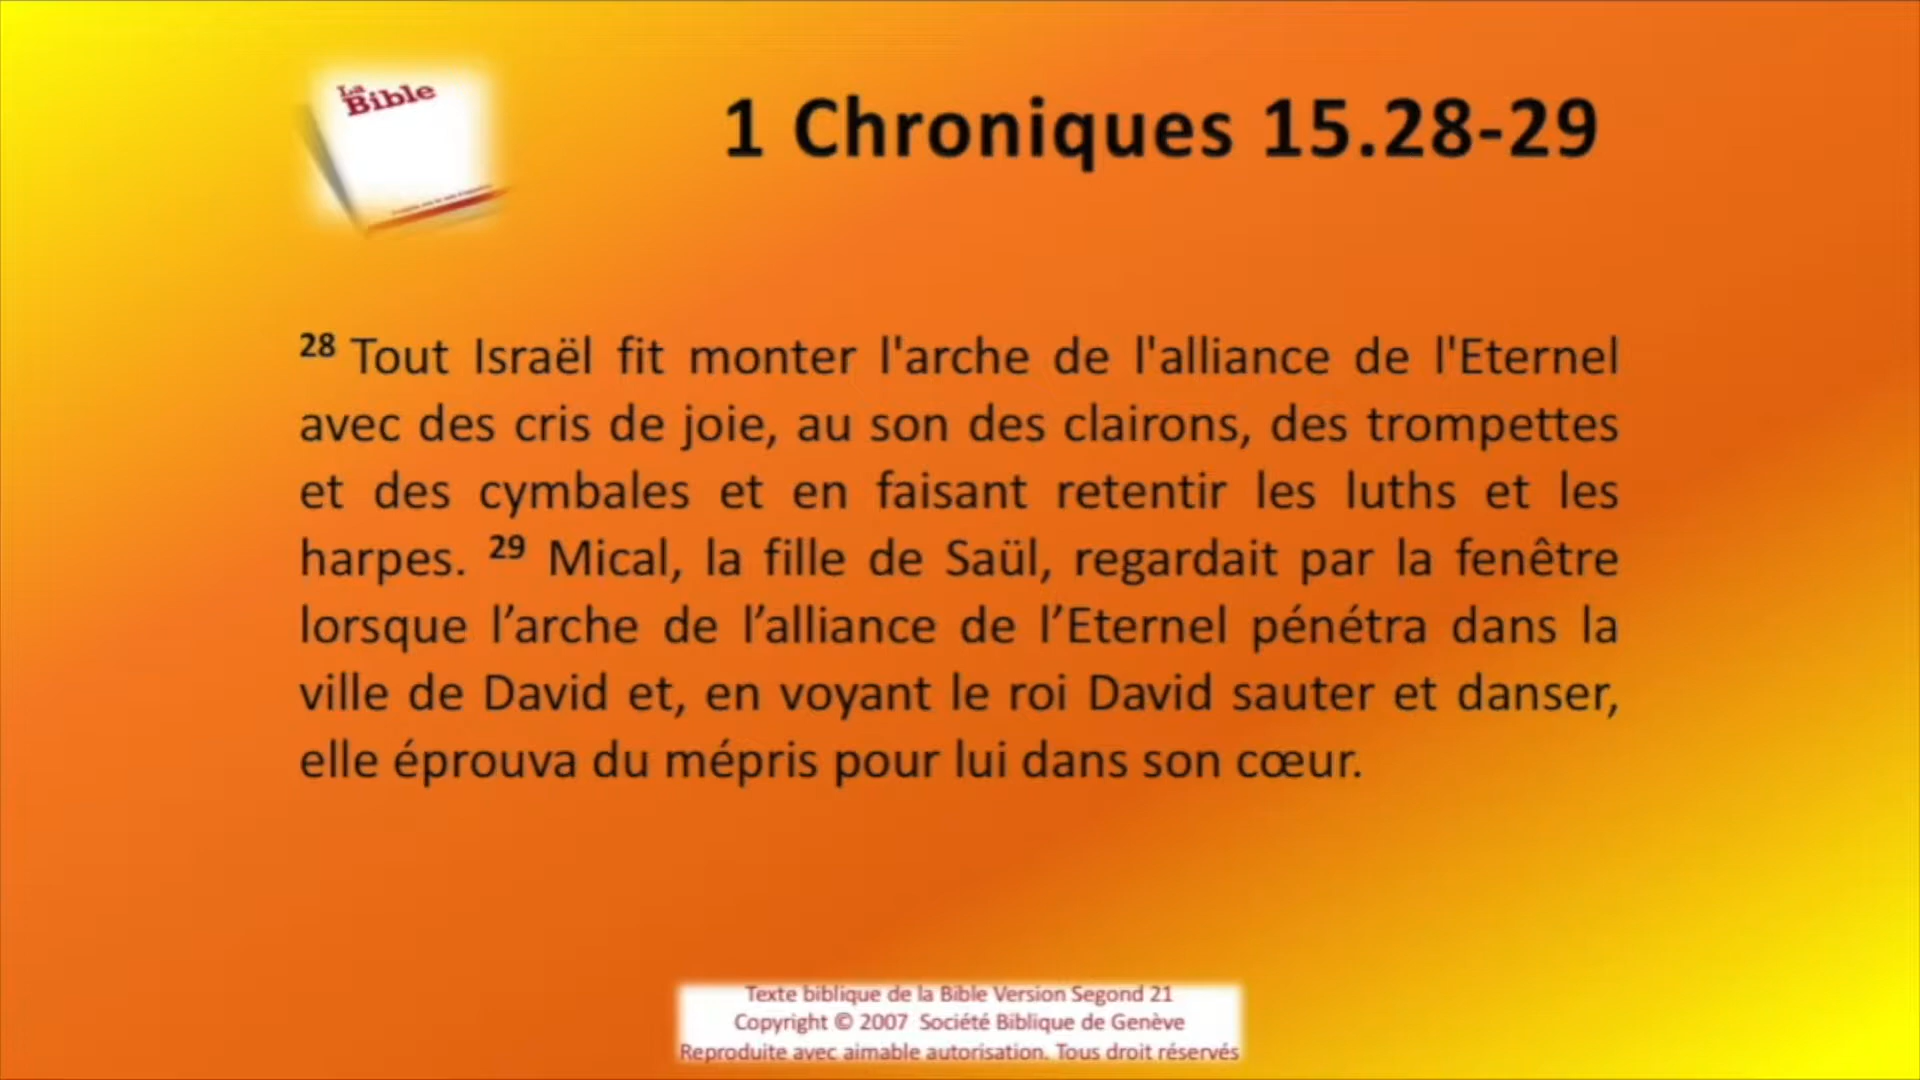 La
Bible
1 Chroniques 15.28-29
28 Tout Israël fit monter l'arche de l'alliance de l'Eternel
avec des cris de joie, au son des clairons, des trompettes
et des cymbales et en faisant retentir les luths et les
harpes. 29 Mical, la fille de Saül, regardait par la fenêtre
lorsque l’arche de l’alliance de l’Eternel pénétra dans la
ville de David et, en voyant le roi David sauter et danser,
elle éprouva du mépris pour lui dans son cœur.
Texte biblique de la Bible Version Segond 21
Copyright © 2007 Société Biblique de Genève
Reproduite avec aimable autorisation. Tous droit réservés